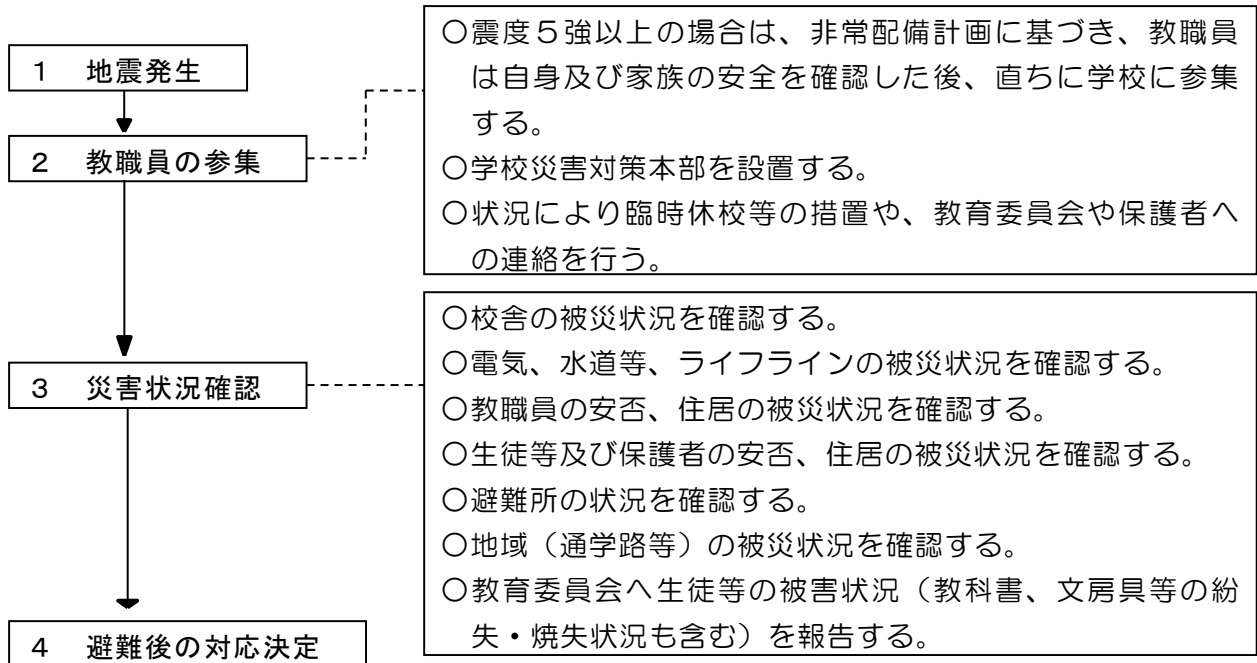 １　地震発生
２　教職員の参集
〇震度５強以上の場合は、非常配備計画に基づき、教職員
は自身及び家族の安全を確認した後、直ちに学校に参集
する。
〇学校災害対策本部を設置する。
〇状況により臨時休校等の措置や、教育委員会や保護者へ
の連絡を行う。
３　災害状況確認
〇校舎の被災状況を確認する。
〇電気、水道等、ライフラインの被災状況を確認する。
〇教職員の安否、住居の被災状況を確認する。
〇生徒等及び保護者の安否、住居の被災状況を確認する。
〇避難所の状況を確認する。
〇地域（通学路等）の被災状況を確認する。
〇教育委員会へ生徒等の被害状況（教科書、文房具等の紛
失・焼失状況も含む）を報告する。
４　避難後の対応決定